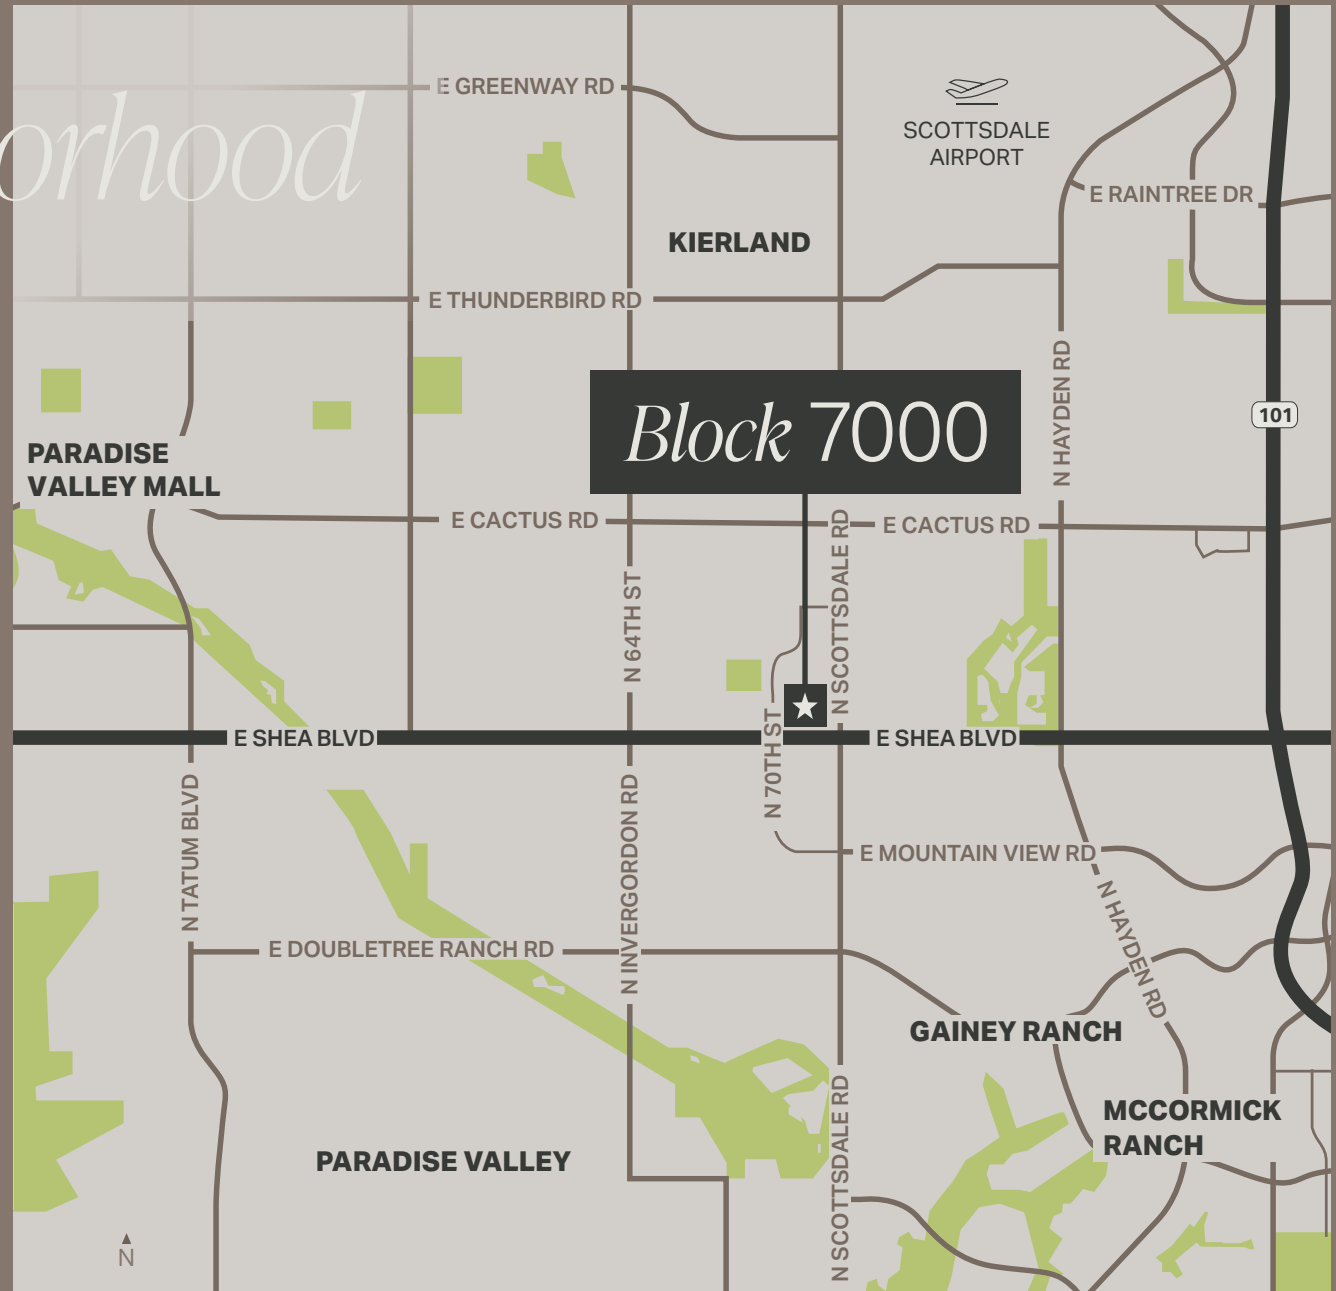 E GREENWAY RD
orhood
SCOTTSDALE
AIRPORT
E RAINTREE DR
KIERLAND
E THUNDERBIRD RD
N HAYDEN RD
Block 7000
101
PARADISE
VALLEY MALL
E CACTUS RD
E CACTUS RD
N SCOTTSDALE RD
N 64TH ST
N 70TH ST
E SHEA BLVD
E SHEA BLVD
N TATUM BLVD
N INVERGORDON RD
E MOUNTAIN VIEW RD
N HAYDEN RD
E DOUBLETREE RANCH RD
GAINEY RANCH
MCCORMICK
RANCH
N SCOTTSDALE RD
PARADISE VALLEY
N